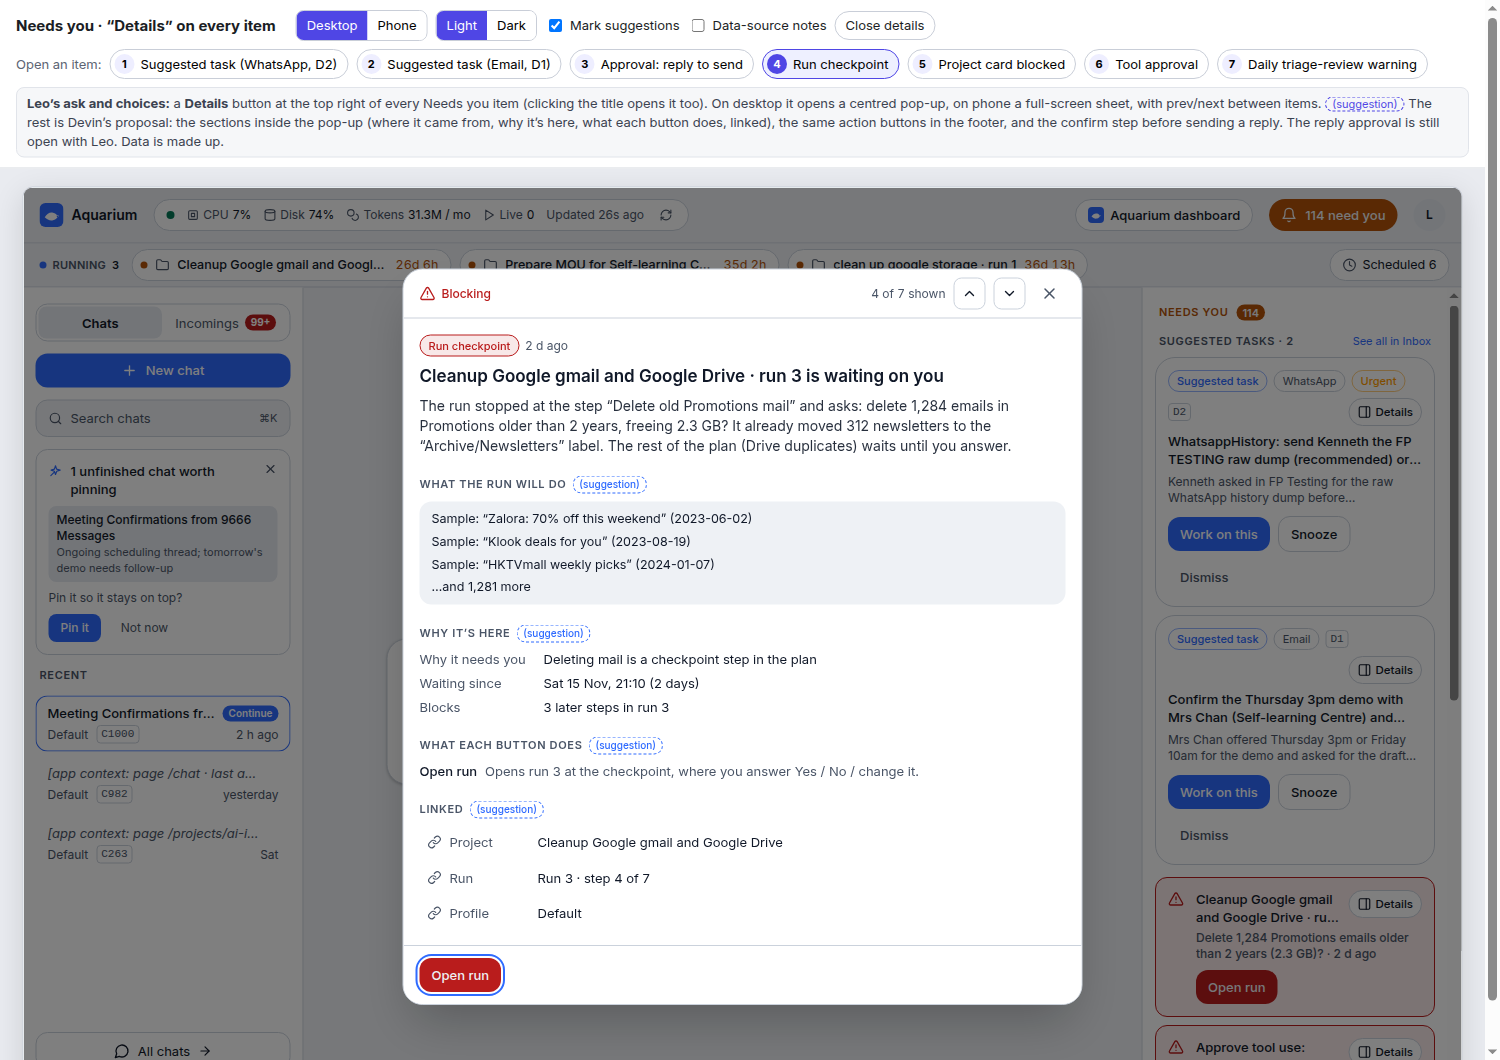 Needs you · “Details” on every item
Desktop Phone
Light Dark
Mark suggestions
Data-source notes
Close details
Open an item:
1 Suggested task (WhatsApp, D2)
2 Suggested task (Email, D1)
3 Approval: reply to send
4 Run checkpoint
5 Project card blocked
6 Tool approval
7 Daily triage-review warning
Leo’s ask and choices: a Details button at the top right of every Needs you item (clicking the title opens it too). On desktop it opens a centred pop-up, on phone a full-screen sheet, with prev/next between items. (suggestion) The
rest is Devin’s proposal: the sections inside the pop-up (where it came from, why it’s here, what each button does, linked), the same action buttons in the footer, and the confirm step before sending a reply. The reply approval is still
open with Leo. Data is made up.
Aquarium
CPU 7% Disk 74% Tokens 31.3M / mo Live 0 Updated 26s ago
Aquarium dashboard
114 need you
L
RUNNING 3
Cleanup Google gmail and Googl... 26d 6h
Prepare MOU for Self-learning C... 35d 2h
clean up google storage · run 1 36d 13h
Scheduled 6
Chats
Incomings 99+
New chat
Search chats ⌘K
1 unfinished chat worth
pinning
Meeting Confirmations from 9666
Messages
Ongoing scheduling thread; tomorrow's
demo needs follow-up
Pin it so it stays on top?
Pin it Not now
RECENT
Meeting Confirmations fr... Continue
Default C1000 2 h ago
[app context: page /chat · last a...
Default C982 yesterday
[app context: page /projects/ai-i...
Default C263 Sat
All chats
Blocking
4 of 7 shown
Run checkpoint 2 d ago
Cleanup Google gmail and Google Drive · run 3 is waiting on you
The run stopped at the step “Delete old Promotions mail” and asks: delete 1,284 emails in
Promotions older than 2 years, freeing 2.3 GB? It already moved 312 newsletters to the
“Archive/Newsletters” label. The rest of the plan (Drive duplicates) waits until you answer.
WHAT THE RUN WILL DO (suggestion)
Sample: “Zalora: 70% off this weekend” (2023-06-02)
Sample: “Klook deals for you” (2023-08-19)
Sample: “HKTVmall weekly picks” (2024-01-07)
...and 1,281 more
WHY IT’S HERE (suggestion)
Why it needs you Deleting mail is a checkpoint step in the plan
Waiting since Sat 15 Nov, 21:10 (2 days)
Blocks 3 later steps in run 3
WHAT EACH BUTTON DOES (suggestion)
Open run Opens run 3 at the checkpoint, where you answer Yes / No / change it.
LINKED (suggestion)
Project Cleanup Google gmail and Google Drive
Run Run 3 · step 4 of 7
Profile Default
Open run
NEEDS YOU 114
SUGGESTED TASKS · 2 See all in Inbox
Suggested task WhatsApp Urgent
D2 Details
WhatsappHistory: send Kenneth the FP
TESTING raw dump (recommended) or...
Kenneth asked in FP Testing for the raw
WhatsApp history dump before...
Work on this Snooze
Dismiss
Suggested task Email D1
Details
Confirm the Thursday 3pm demo with
Mrs Chan (Self-learning Centre) and...
Mrs Chan offered Thursday 3pm or Friday
10am for the demo and asked for the draft...
Work on this Snooze
Dismiss
Cleanup Google gmail Details
and Google Drive · ru...
Delete 1,284 Promotions emails older
than 2 years (2.3 GB)? · 2 d ago
Open run
Approve tool use: Details